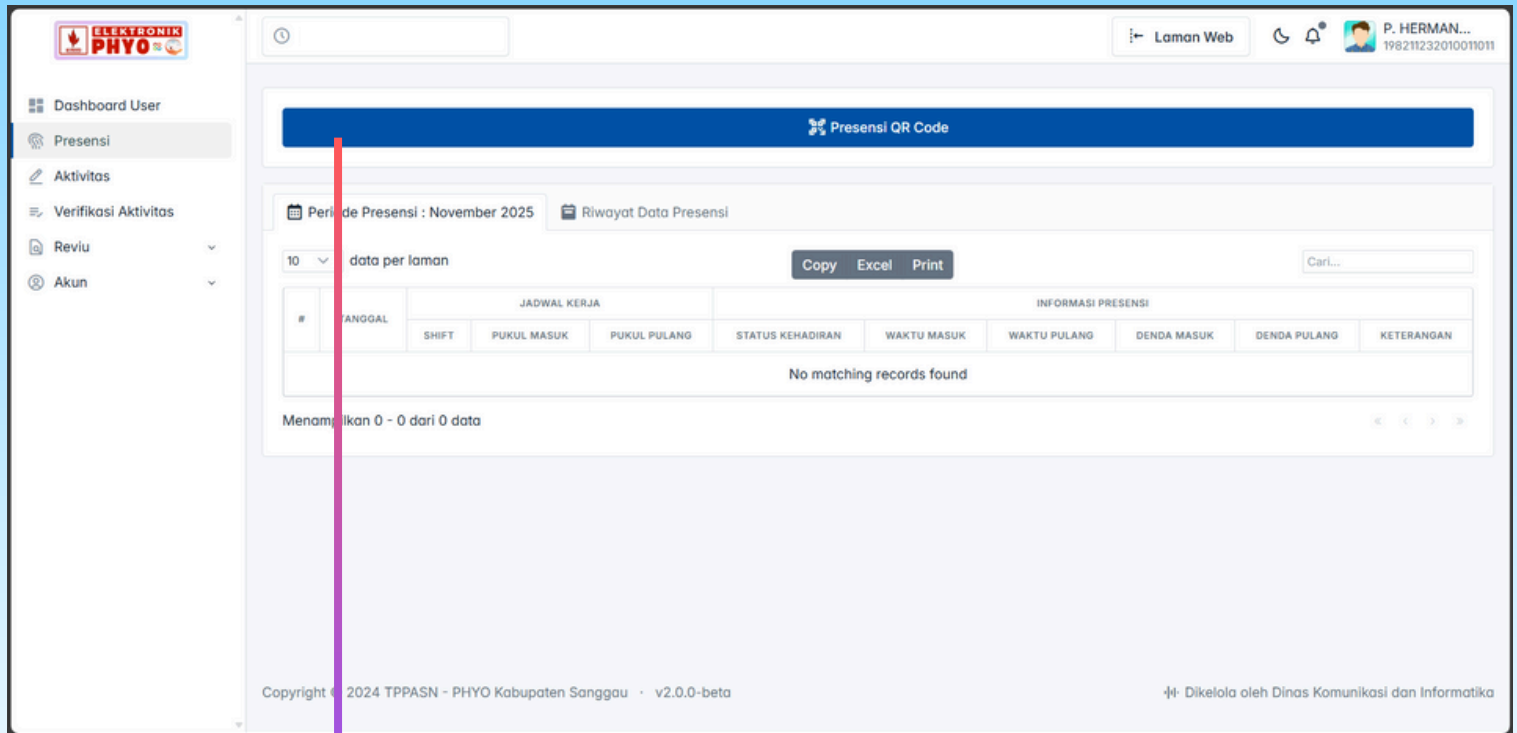 ELEKTRONIK
PHYO
Laman Web
P. HERMAN...
198211232010011011
Dashboard User
Presensi
Aktivitas
Verifikasi Aktivitas
Reviu
Akun
Presensi QR Code
Periode Presensi : November 2025
Riwayat Data Presensi
10 data per laman
Copy Excel Print
Cari...
# TANGGAL JADWAL KERJA INFORMASI PRESENSI
SHIFT PUKUL MASUK PUKUL PULANG STATUS KEHADIRAN WAKTU MASUK WAKTU PULANG DENDA MASUK DENDA PULANG KETERANGAN
No matching records found
Menampilkan 0 - 0 dari 0 data
« ‹ › »
Copyright © 2024 TPPASN - PHYO Kabupaten Sanggau · v2.0.0-beta
Dikelola oleh Dinas Komunikasi dan Informatika